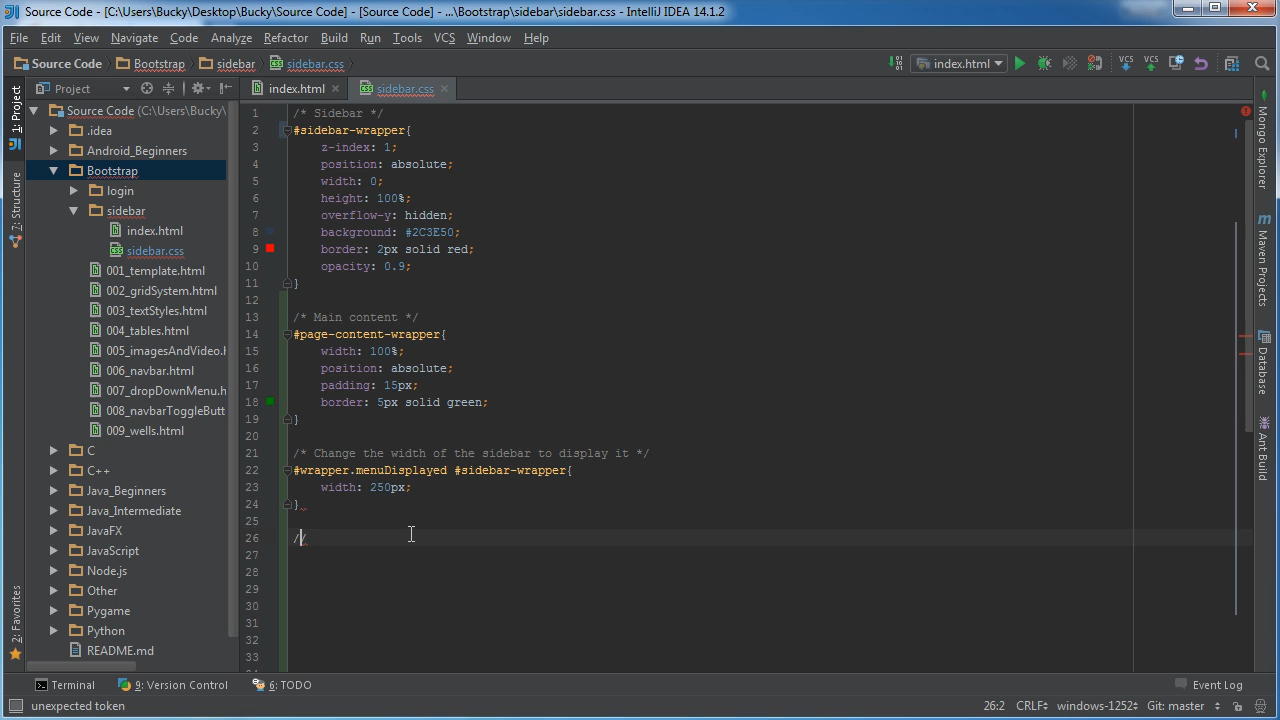 Source Code - [C:\Users\Bucky\Desktop\Bucky\Source Code] - [Source Code] - ...\Bootstrap\sidebar\sidebar.css - IntelliJ IDEA 14.1.2
File Edit View Navigate Code Analyze Refactor Build Run Tools VCS Window Help
Source Code Bootstrap sidebar sidebar.css index.html VCS VCS
Project index.html sidebar.css
1: Project
7: Structure
2: Favorites
Source Code (C:\Users\Bucky\
.idea
Android_Beginners
Bootstrap
login
sidebar
index.html
sidebar.css
001_template.html
002_gridSystem.html
003_textStyles.html
004_tables.html
005_imagesAndVideo.h
006_navbar.html
007_dropDownMenu.h
008_navbarToggleButt
009_wells.html
C
C++
Java_Beginners
Java_Intermediate
JavaFX
JavaScript
Node.js
Other
Pygame
Python
README.md
1 /* Sidebar */
2 #sidebar-wrapper{
3 z-index: 1;
4 position: absolute;
5 width: 0;
6 height: 100%;
7 overflow-y: hidden;
8 background: #2C3E50;
9 border: 2px solid red;
10 opacity: 0.9;
11 }
12
13 /* Main content */
14 #page-content-wrapper{
15 width: 100%;
16 position: absolute;
17 padding: 15px;
18 border: 5px solid green;
19 }
20
21 /* Change the width of the sidebar to display it */
22 #wrapper.menuDisplayed #sidebar-wrapper{
23 width: 250px;
24 }
25
26 //
27
28
29
30
31
32
33
Mongo Explorer
Maven Projects
Database
Ant Build
Terminal 9: Version Control 6: TODO Event Log
unexpected token 26:2 CRLF windows-1252 Git: master